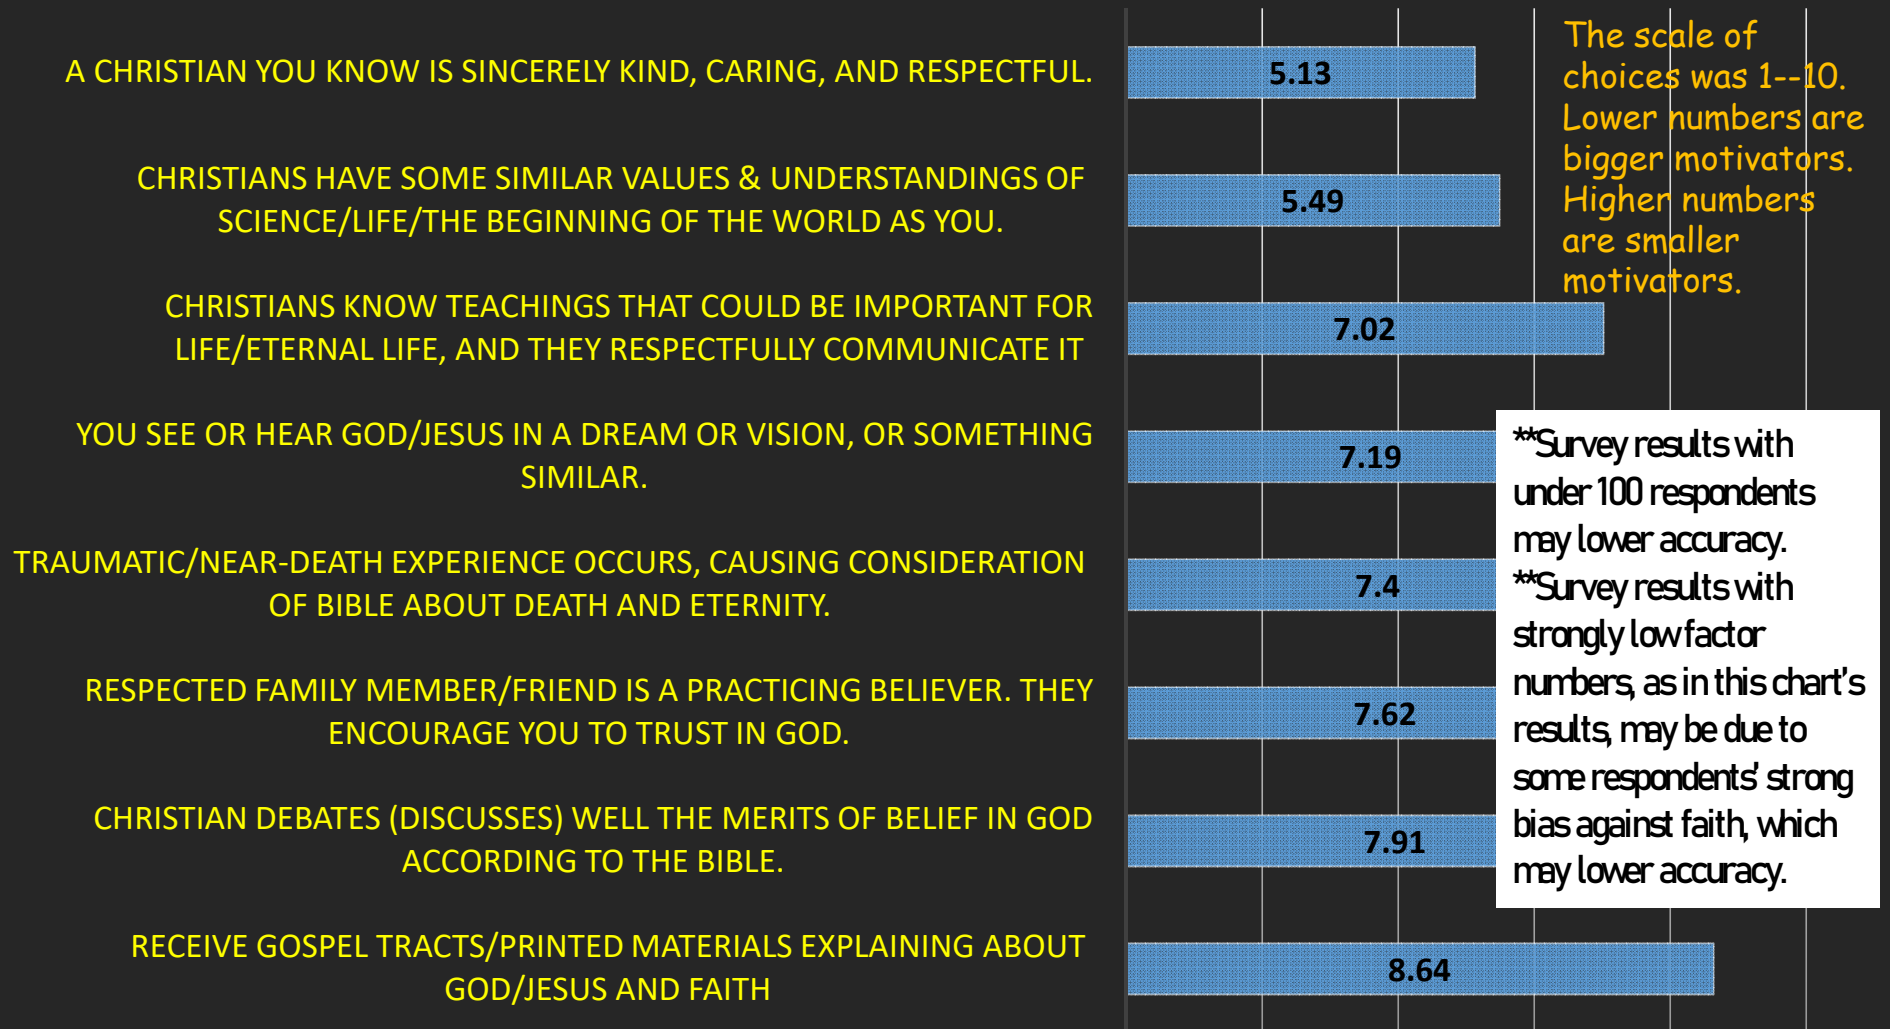 A CHRISTIAN YOU KNOW IS SINCERELY KIND, CARING, AND RESPECTFUL.
5.13
CHRISTIANS HAVE SOME SIMILAR VALUES & UNDERSTANDINGS OF
SCIENCE/LIFE/THE BEGINNING OF THE WORLD AS YOU.
5.49
CHRISTIANS KNOW TEACHINGS THAT COULD BE IMPORTANT FOR
LIFE/ETERNAL LIFE, AND THEY RESPECTFULLY COMMUNICATE IT
7.02
YOU SEE OR HEAR GOD/JESUS IN A DREAM OR VISION, OR SOMETHING
SIMILAR.
7.19
TRAUMATIC/NEAR-DEATH EXPERIENCE OCCURS, CAUSING CONSIDERATION
OF BIBLE ABOUT DEATH AND ETERNITY.
7.4
RESPECTED FAMILY MEMBER/FRIEND IS A PRACTICING BELIEVER. THEY
ENCOURAGE YOU TO TRUST IN GOD.
7.62
CHRISTIAN DEBATES (DISCUSSES) WELL THE MERITS OF BELIEF IN GOD
ACCORDING TO THE BIBLE.
7.91
RECEIVE GOSPEL TRACTS/PRINTED MATERIALS EXPLAINING ABOUT
GOD/JESUS AND FAITH
8.64
The scale of
choices was 1--10.
Lower numbers are
bigger motivators.
Higher numbers
are smaller
motivators.
**Survey results with
under 100 respondents
may lower accuracy.
**Survey results with
strongly low factor
numbers, as in this chart's
results, may be due to
some respondents' strong
bias against faith, which
may lower accuracy.